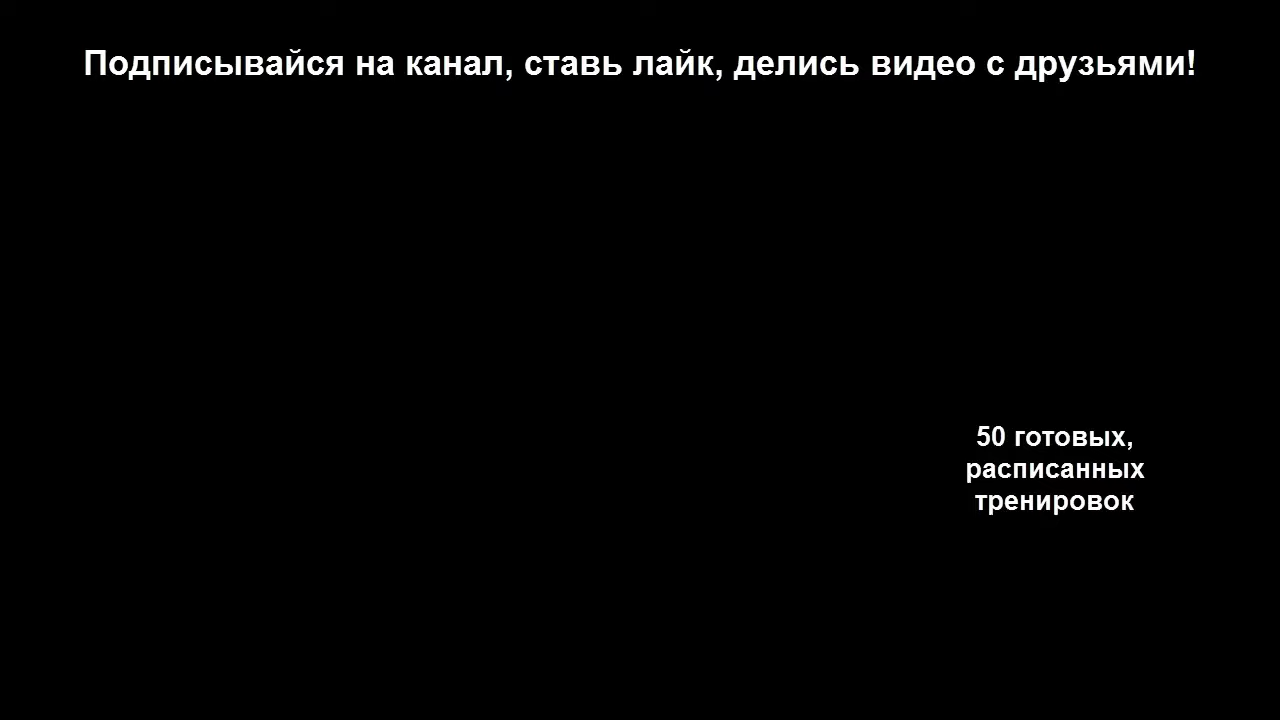 Подписывайся на канал, ставь лайк, делись видео с друзьями!
50 готовых,
расписанных
тренировок